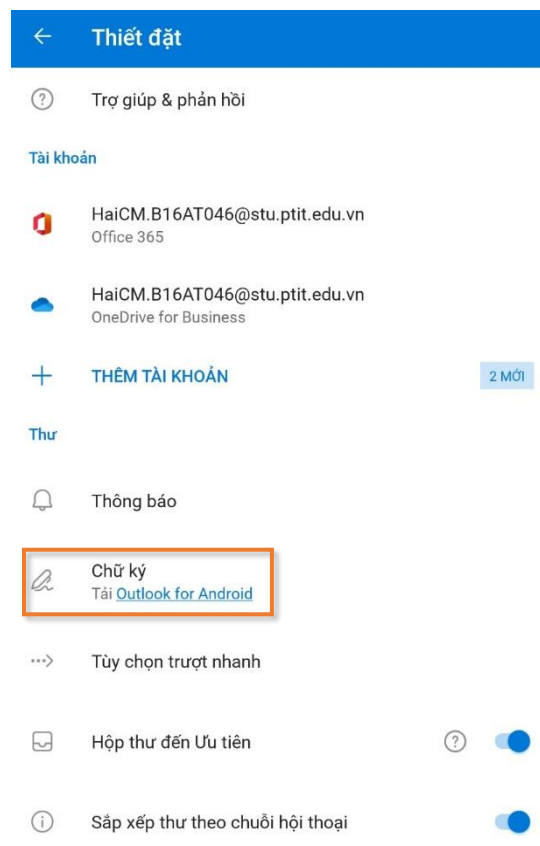 Thiết đặt
Trợ giúp & phản hồi
Tài khoản
HaiCM.B16AT046@stu.ptit.edu.vn
Office 365
HaiCM.B16AT046@stu.ptit.edu.vn
OneDrive for Business
THÊM TÀI KHOẢN
2 MỚI
Thư
Thông báo
Chữ ký
Tải Outlook for Android
Tùy chọn trượt nhanh
Hộp thư đến Ưu tiên
Sắp xếp thư theo chuỗi hội thoại